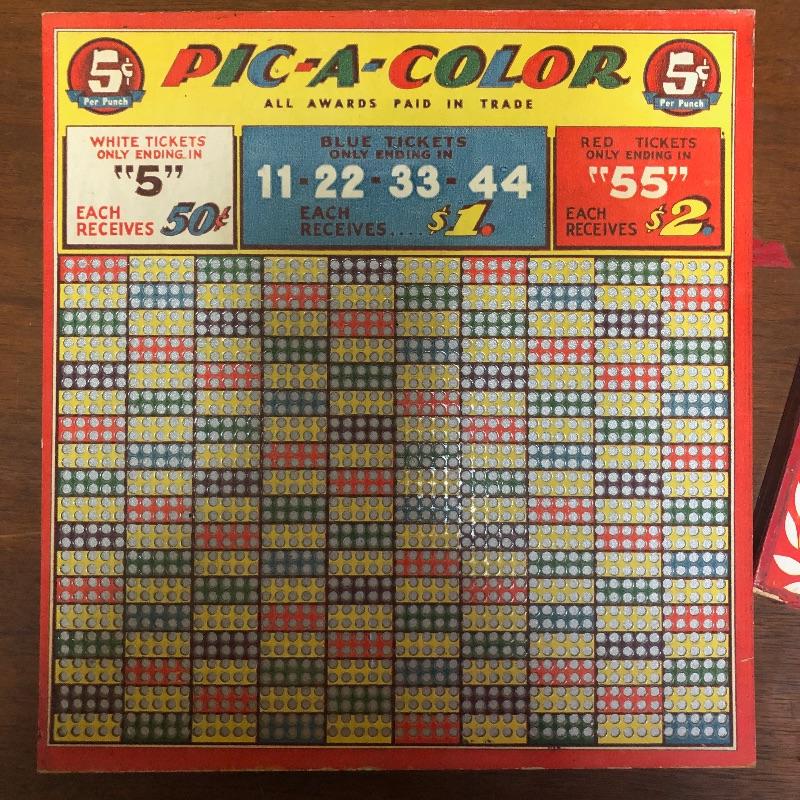 5¢
Per Punch
PIC-A-COLOR
ALL AWARDS PAID IN TRADE
5¢
Per Punch
WHITE TICKETS
ONLY ENDING IN
"5"
EACH
RECEIVES 50¢
BLUE TICKETS
ONLY ENDING IN
11-22-33-44
EACH
RECEIVES.... $1.
RED TICKETS
ONLY ENDING IN
"55"
EACH
RECEIVES $2.